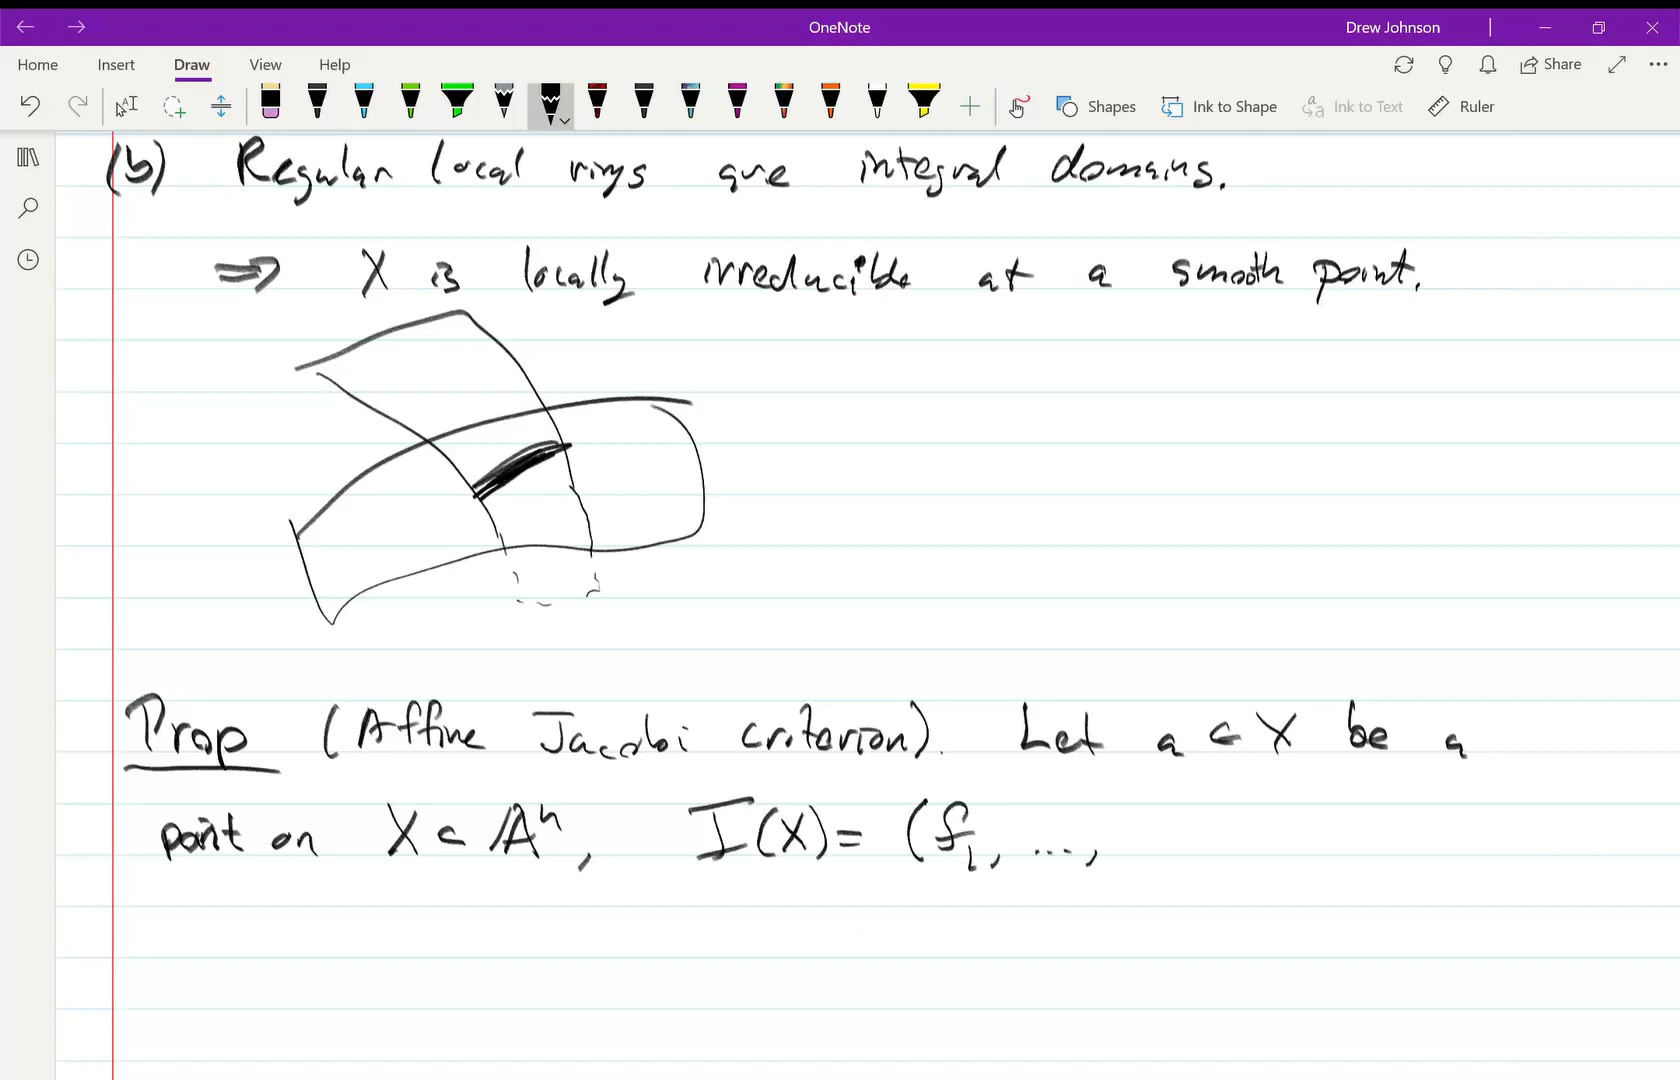 OneNote
Drew Johnson
Home Insert Draw View Help
Share
Shapes Ink to Shape Ink to Text Ruler
(b) Regular local rings are integral domains.
⇒ X is locally irreducible at a smooth point.
Prop (Affine Jacobi criterion). Let a ∈ X be a
point on X ⊂ 𝔸ⁿ, I(X) = (f₁, ...,